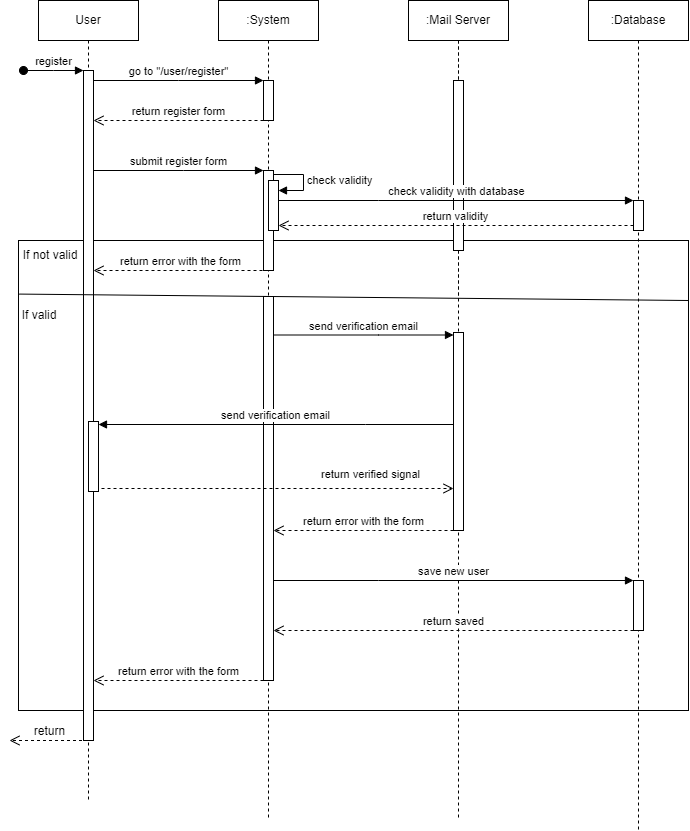 User
:System
:Mail Server
:Database
register
go to "/user/register"
return register form
submit register form
check validity
check validity with database
return validity
If not valid
return error with the form
If valid
send verification email
send verification email
return verified signal
return error with the form
save new user
return saved
return error with the form
return